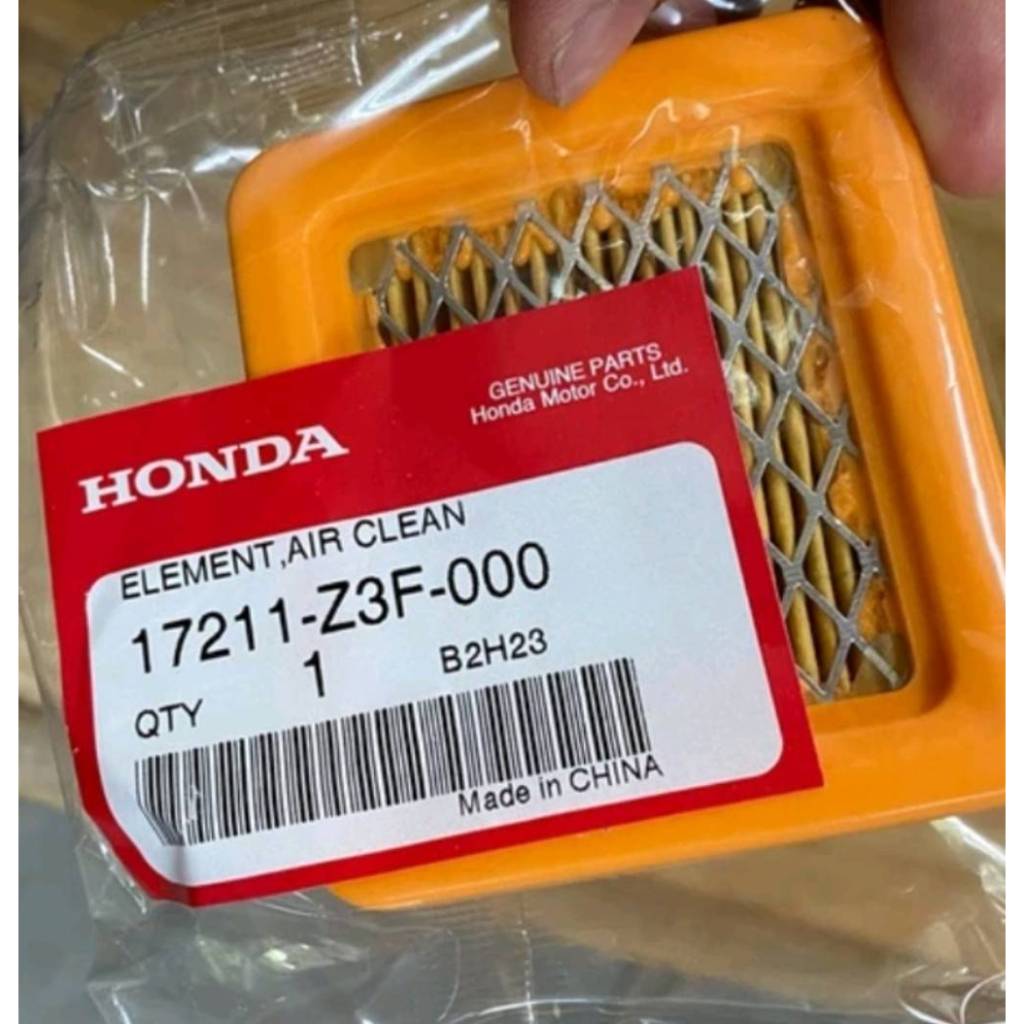 GENUINE PARTS
Honda Motor Co., Ltd.
HONDA
ELEMENT,AIR CLEAN
17211-Z3F-000
QTY 1 B2H23
Made in CHINA